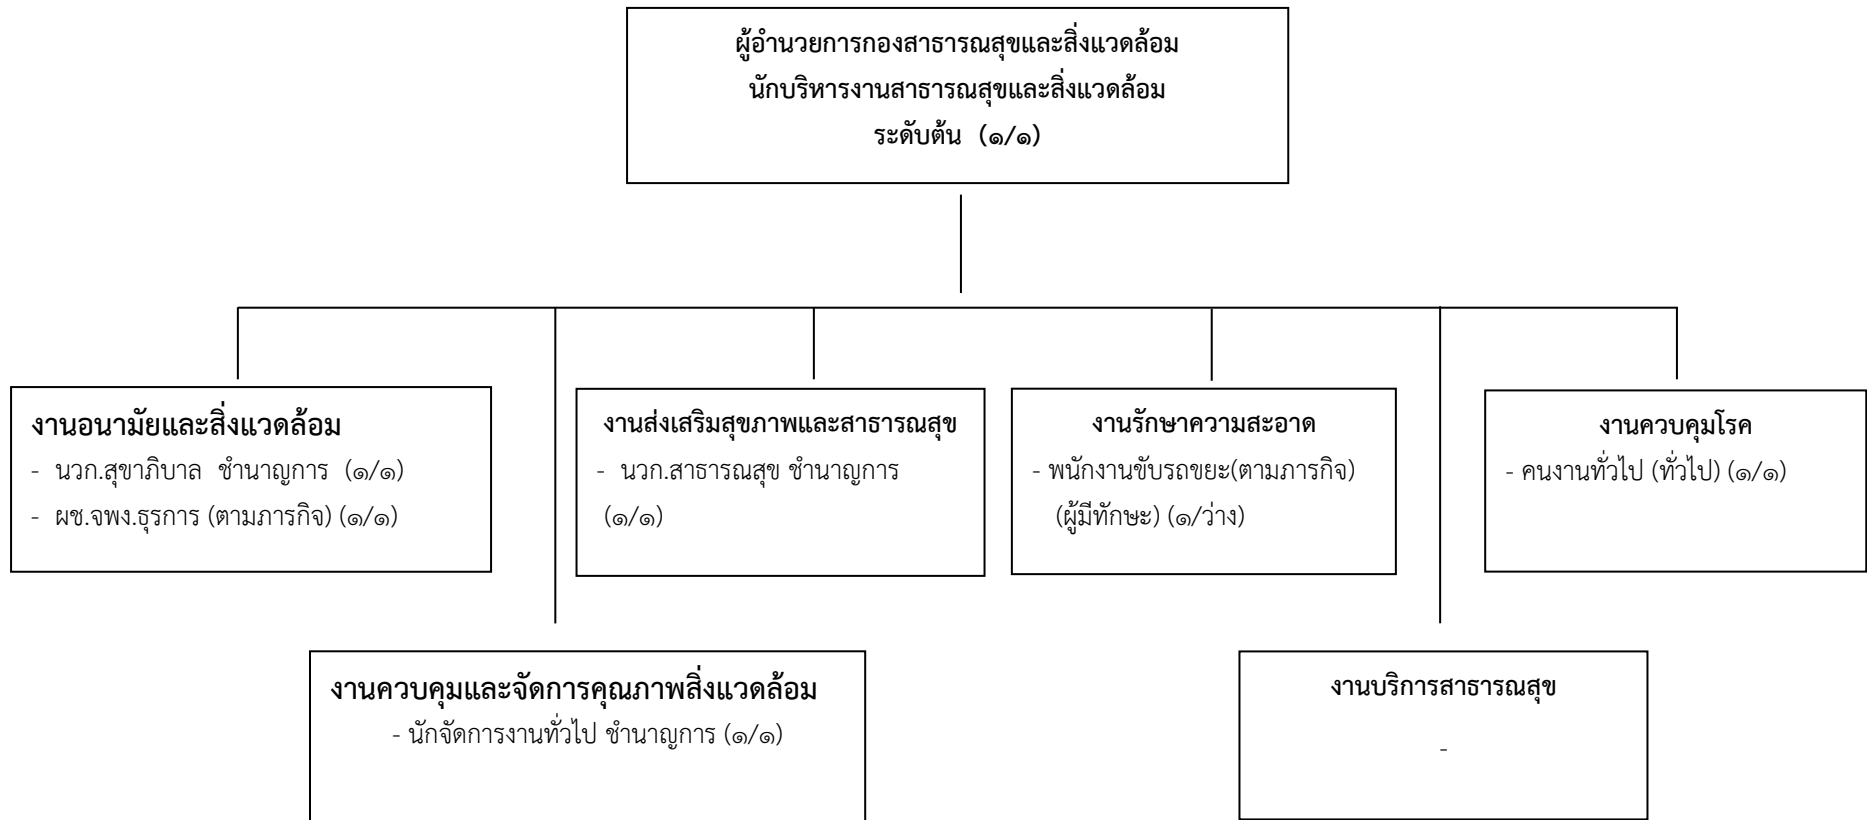 ผู้อำนวยการกองสาธารณสุขและสิ่งแวดล้อม
นักบริหารงานสาธารณสุขและสิ่งแวดล้อม
ระดับต้น (๑/๑)
งานอนามัยและสิ่งแวดล้อม
- นวก.สุขาภิบาล ชำนาญการ (๑/๑)
- ผช.จพง.ธุรการ (ตามภารกิจ) (๑/๑)
งานส่งเสริมสุขภาพและสาธารณสุข
- นวก.สาธารณสุข ชำนาญการ
(๑/๑)
งานรักษาความสะอาด
- พนักงานขับรถขยะ(ตามภารกิจ)
(ผู้มีทักษะ) (๑/ว่าง)
งานควบคุมโรค
- คนงานทั่วไป (ทั่วไป) (๑/๑)
งานควบคุมและจัดการคุณภาพสิ่งแวดล้อม
- นักจัดการงานทั่วไป ชำนาญการ (๑/๑)
งานบริการสาธารณสุข
-